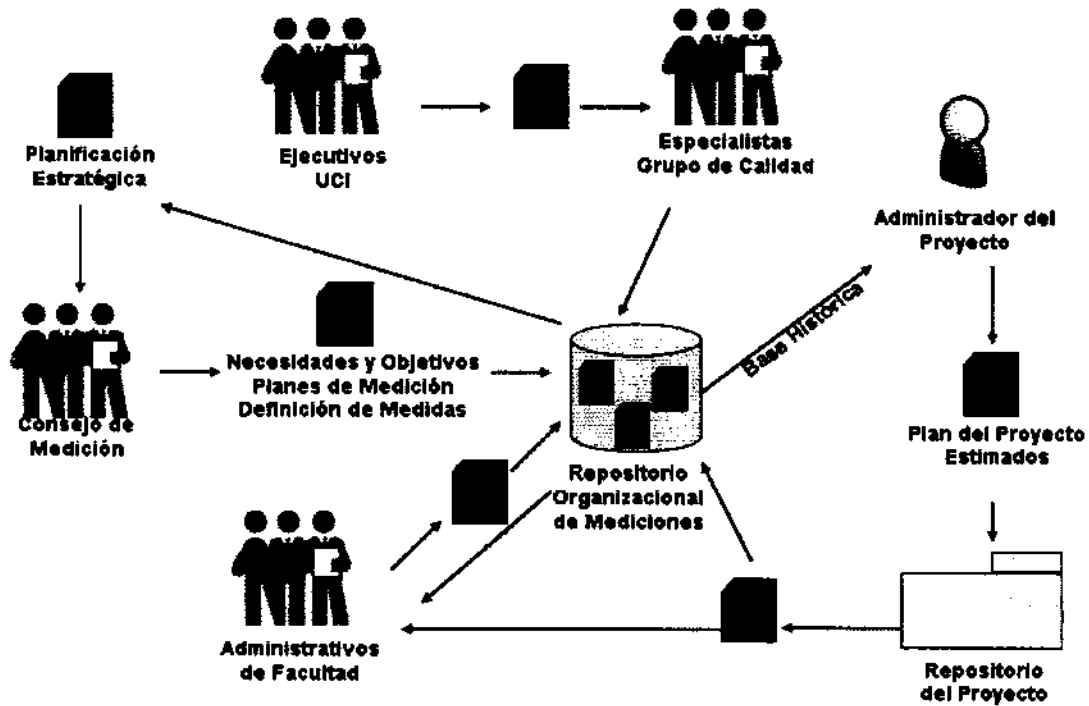 Planificación
Estratégica
Ejecutivos
UCI
Especialistas
Grupo de Calidad
Administrador del
Proyecto
Base Histórica
Consejo de
Medición
Necesidades y Objetivos
Planes de Medición
Definición de Medidas
Repositorio
Organizacional
de Mediciones
Plan del Proyecto
Estimados
Administrativos
de Facultad
Repositorio
del Proyecto